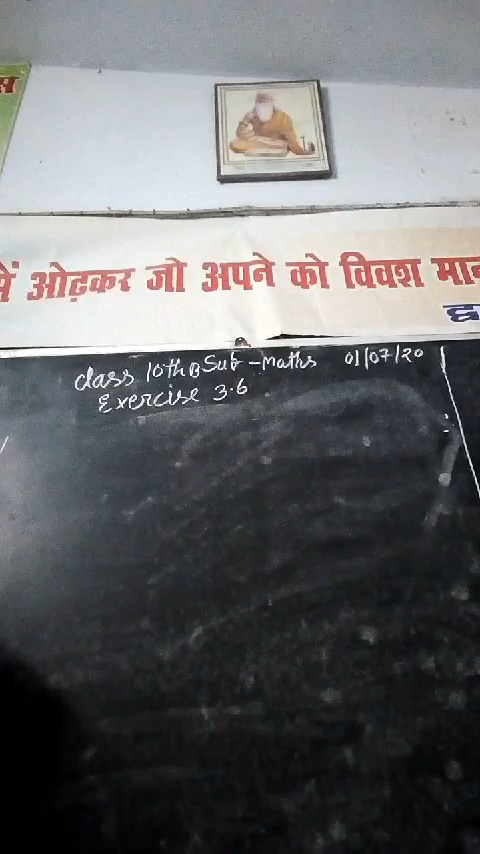 स
में ओढ़कर जो अपने को विवश मान
class 10th B Sub - Maths 01/07/20
Exercise 3.6